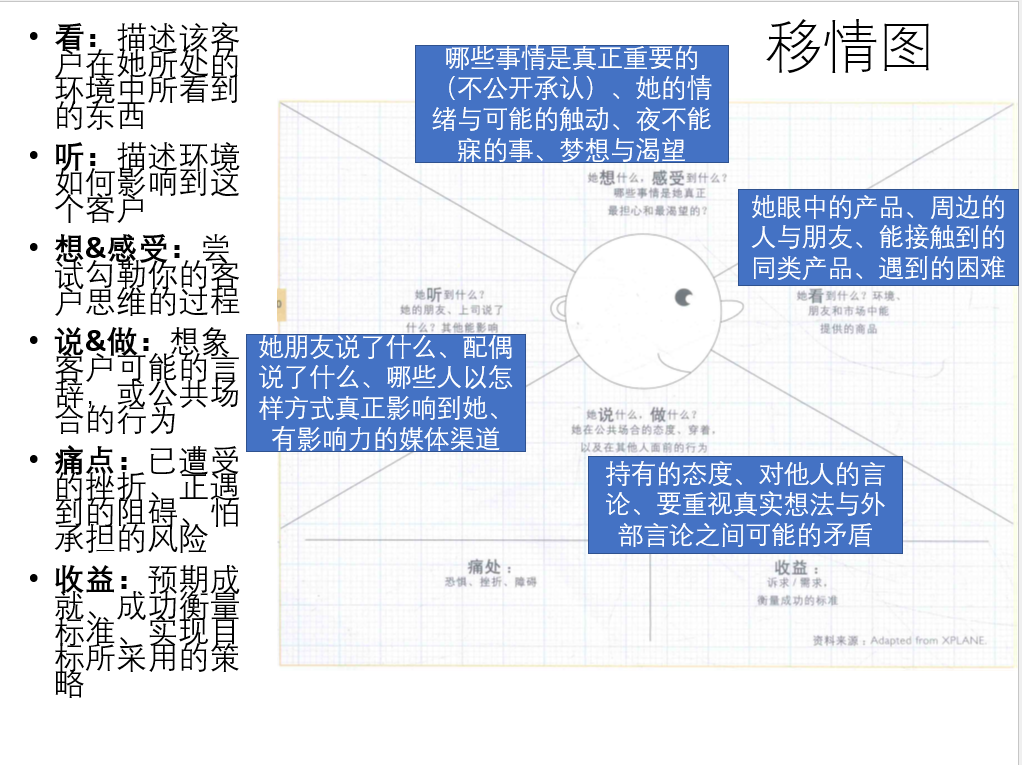 移情图
• 看：描述该客
户在她所处的
环境中所看到
的东西
• 听：描述环境
如何影响到这
个客户
• 想&感受：尝
试勾勒你的客
户思维的过程
• 说&做：想象
客户可能的言
辞，或公共场
合的行为
• 痛点：已遭受
的挫折、正遇
到的阻碍、怕
承担的风险
• 收益：预期成
就、成功衡量
标准、实现目
标所采用的策
略
哪些事情是真正重要的
（不公开承认）、她的情
绪与可能的触动、夜不能
寐的事、梦想与渴望
她想什么，感受到什么？
哪些事情是她真正
最担心和最渴望的？
她眼中的产品、周边的
人与朋友、能接触到的
同类产品、遇到的困难
她看到什么？环境、
朋友和市场中能
提供的商品
她听到什么？
她的朋友、上司说了
什么？其他能影响
她朋友说了什么、配偶
说了什么、哪些人以怎
样方式真正影响到她、
有影响力的媒体渠道
她说什么，做什么？
她在公共场合的态度、穿着，
以及在其他人面前的行为
持有的态度、对他人的言
论、要重视真实想法与外
部言论之间可能的矛盾
痛处：
恐惧、挫折、障碍
收益：
诉求/需求，
衡量成功的标准
资料来源：Adapted from XPLANE.